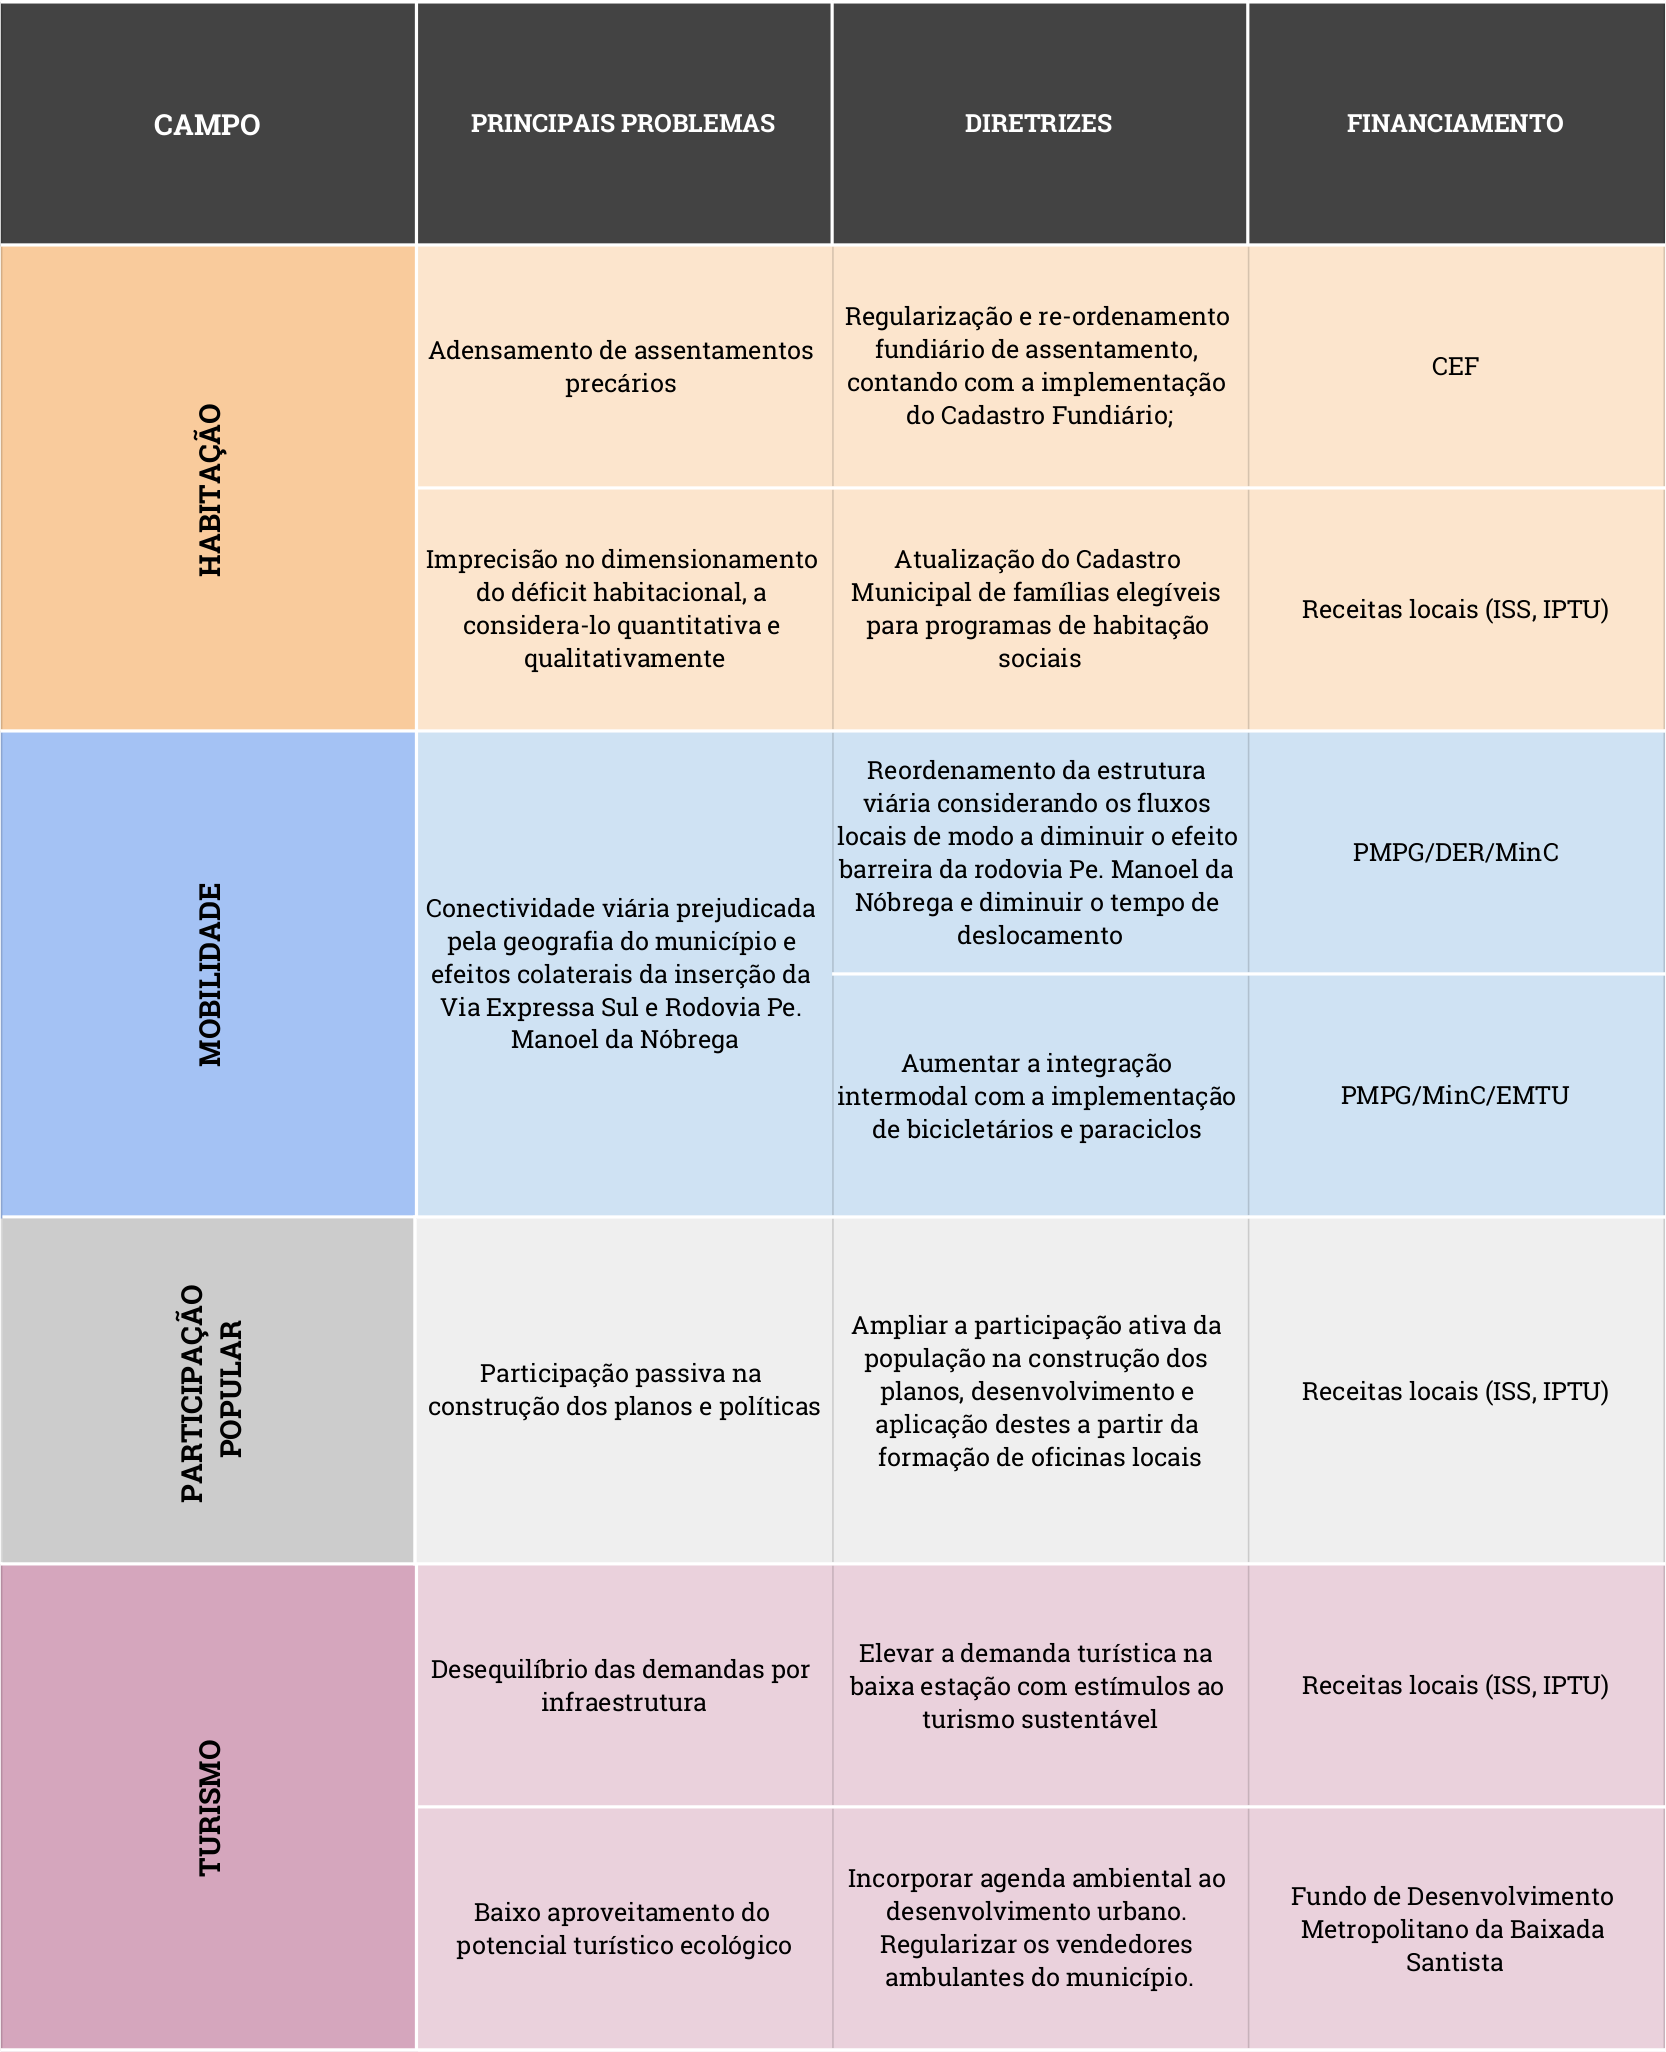 CAMPO
PRINCIPAIS PROBLEMAS
DIRETRIZES
FINANCIAMENTO
HABITAÇÃO
Adensamento de assentamentos
precários
Regularização e re-ordenamento
fundiário de assentamento,
contando com a implementação
do Cadastro Fundiário;
CEF
Imprecisão no dimensionamento
do déficit habitacional, a
considera-lo quantitativa e
qualitativamente
Atualização do Cadastro
Municipal de famílias elegíveis
para programas de habitação
sociais
Receitas locais (ISS, IPTU)
MOBILIDADE
Conectividade viária prejudicada
pela geografia do município e
efeitos colaterais da inserção da
Via Expressa Sul e Rodovia Pe.
Manoel da Nóbrega
Reordenamento da estrutura
viária considerando os fluxos
locais de modo a diminuir o efeito
barreira da rodovia Pe. Manoel da
Nóbrega e diminuir o tempo de
deslocamento
PMPG/DER/MinC
Aumentar a integração
intermodal com a implementação
de bicicletários e paraciclos
PMPG/MinC/EMTU
PARTICIPAÇÃO
POPULAR
Participação passiva na
construção dos planos e políticas
Ampliar a participação ativa da
população na construção dos
planos, desenvolvimento e
aplicação destes a partir da
formação de oficinas locais
Receitas locais (ISS, IPTU)
TURISMO
Desequilíbrio das demandas por
infraestrutura
Elevar a demanda turística na
baixa estação com estímulos ao
turismo sustentável
Receitas locais (ISS, IPTU)
Baixo aproveitamento do
potencial turístico ecológico
Incorporar agenda ambiental ao
desenvolvimento urbano.
Regularizar os vendedores
ambulantes do município.
Fundo de Desenvolvimento
Metropolitano da Baixada
Santista